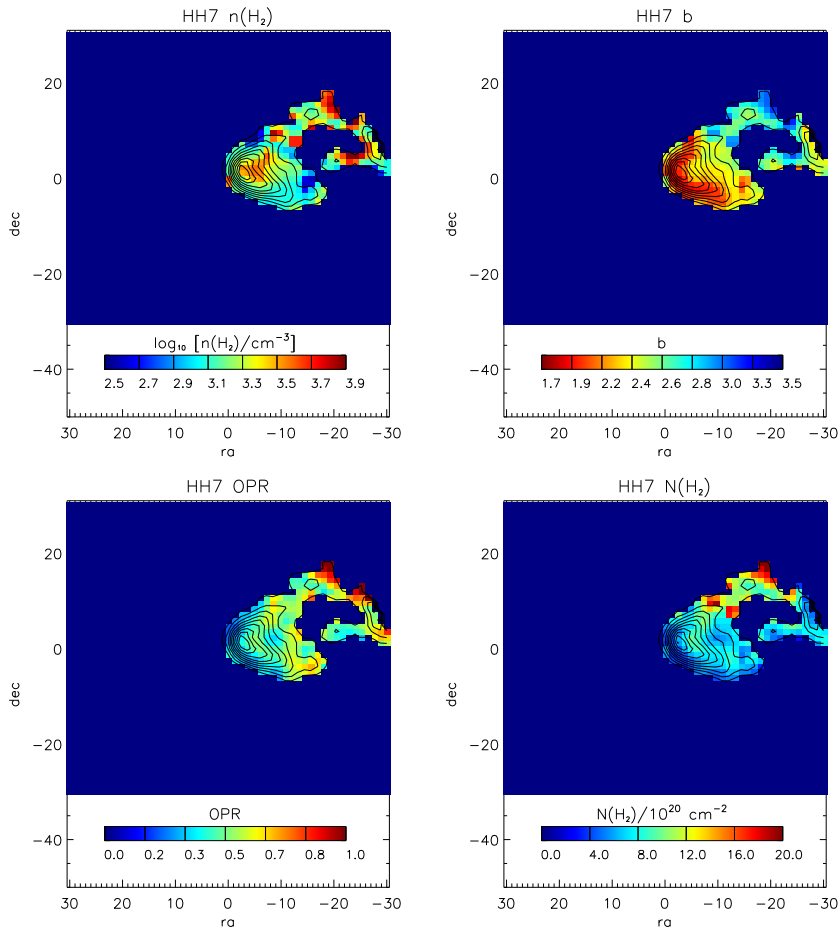 HH7 n(H₂)
20
0
−20
−40
dec
log₁₀ [n(H₂)/cm⁻³]
2.5 2.7 2.9 3.1 3.3 3.5 3.7 3.9
30 20 10 0 −10 −20 −30
ra
HH7 b
20
0
−20
−40
dec
b
1.7 1.9 2.2 2.4 2.6 2.8 3.0 3.3 3.5
30 20 10 0 −10 −20 −30
ra
HH7 OPR
20
0
−20
−40
dec
OPR
0.0 0.2 0.3 0.5 0.7 0.8 1.0
30 20 10 0 −10 −20 −30
ra
HH7 N(H₂)
20
0
−20
−40
dec
N(H₂)/10²⁰ cm⁻²
0.0 4.0 8.0 12.0 16.0 20.0
30 20 10 0 −10 −20 −30
ra